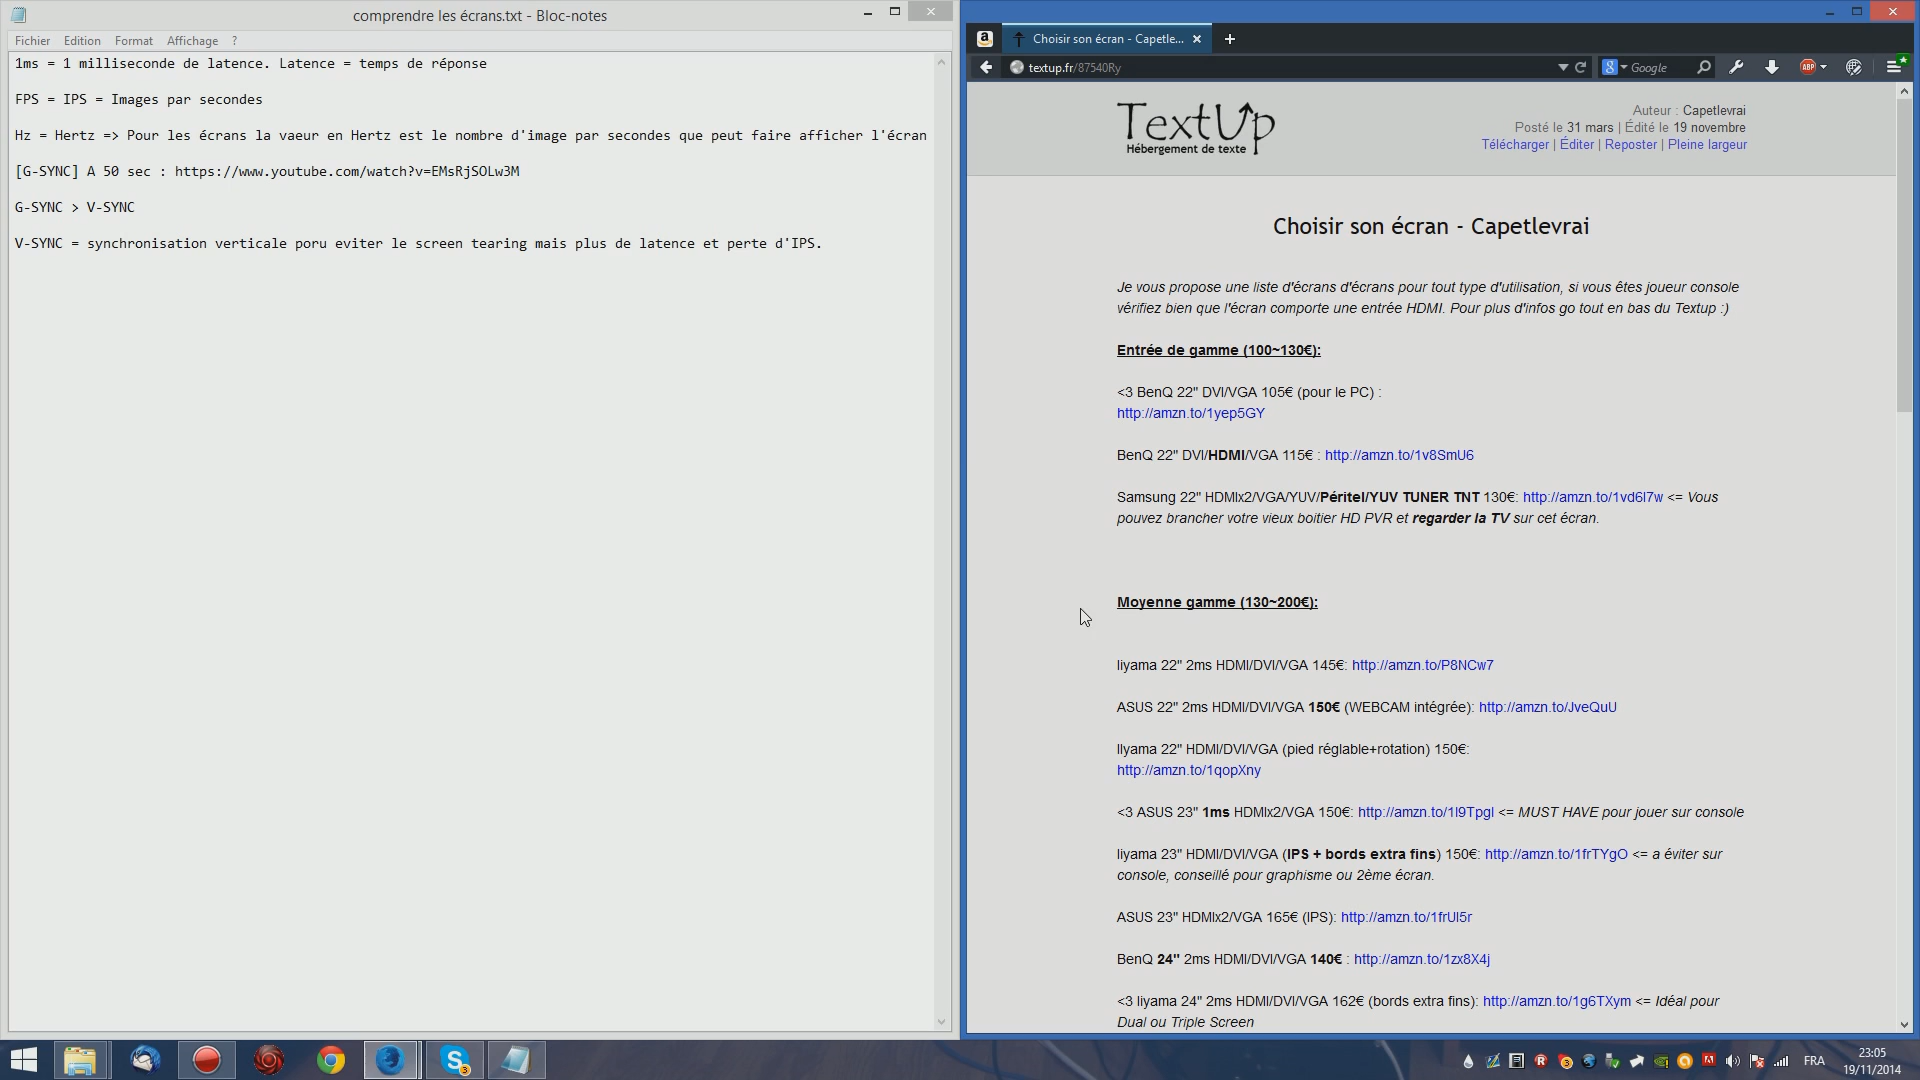 comprendre les écrans.txt - Bloc-notes
Fichier Edition Format Affichage ?
1ms = 1 milliseconde de latence. Latence = temps de réponse
FPS = IPS = Images par secondes
Hz = Hertz => Pour les écrans la vaeur en Hertz est le nombre d'image par secondes que peut faire afficher l'écran
[G-SYNC] A 50 sec : https://www.youtube.com/watch?v=EMsRjSOLw3M
G-SYNC > V-SYNC
V-SYNC = synchronisation verticale poru eviter le screen tearing mais plus de latence et perte d'IPS.
Choisir son écran - Capetle...
textup.fr/87540Ry
Google
ABP
TextUp
Hébergement de texte
Auteur : Capetlevrai
Posté le 31 mars | Édité le 19 novembre
Télécharger | Éditer | Reposter | Pleine largeur
Choisir son écran - Capetlevrai
Je vous propose une liste d'écrans d'écrans pour tout type d'utilisation, si vous êtes joueur console
vérifiez bien que l'écran comporte une entrée HDMI. Pour plus d'infos go tout en bas du Textup :)
Entrée de gamme (100~130€):
<3 BenQ 22" DVI/VGA 105€ (pour le PC) :
http://amzn.to/1yep5GY
BenQ 22" DVI/HDMI/VGA 115€ : http://amzn.to/1v8SmU6
Samsung 22" HDMIx2/VGA/YUV/Péritel/YUV TUNER TNT 130€: http://amzn.to/1vd6l7w <= Vous
pouvez brancher votre vieux boitier HD PVR et regarder la TV sur cet écran.
Moyenne gamme (130~200€):
Iiyama 22" 2ms HDMI/DVI/VGA 145€: http://amzn.to/P8NCw7
ASUS 22" 2ms HDMI/DVI/VGA 150€ (WEBCAM intégrée): http://amzn.to/JveQuU
IIyama 22" HDMI/DVI/VGA (pied réglable+rotation) 150€:
http://amzn.to/1qopXny
<3 ASUS 23" 1ms HDMIx2/VGA 150€: http://amzn.to/1l9Tpgl <= MUST HAVE pour jouer sur console
Iiyama 23" HDMI/DVI/VGA (IPS + bords extra fins) 150€: http://amzn.to/1frTYgO <= a éviter sur
console, conseillé pour graphisme ou 2ème écran.
ASUS 23" HDMIx2/VGA 165€ (IPS): http://amzn.to/1frUI5r
BenQ 24" 2ms HDMI/DVI/VGA 140€ : http://amzn.to/1zx8X4j
<3 Iiyama 24" 2ms HDMI/DVI/VGA 162€ (bords extra fins): http://amzn.to/1g6TXym <= Idéal pour
Dual ou Triple Screen
FRA
23:05
19/11/2014